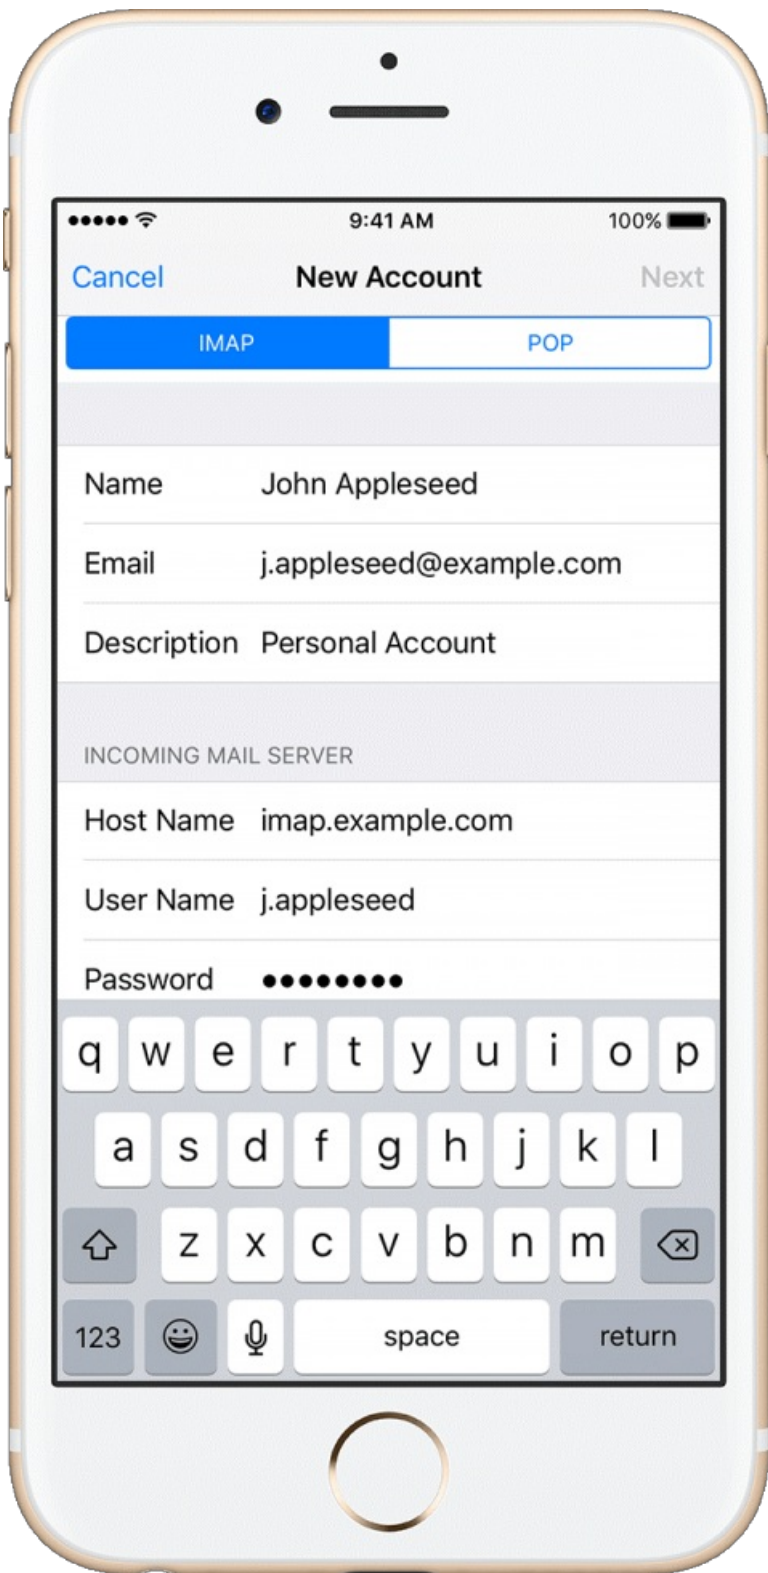 9:41 AM 100%
Cancel New Account Next
IMAP POP
Name John Appleseed
Email j.appleseed@example.com
Description Personal Account
INCOMING MAIL SERVER
Host Name imap.example.com
User Name j.appleseed
Password ••••••••
q w e r t y u i o p
a s d f g h j k l
z x c v b n m
123 space return